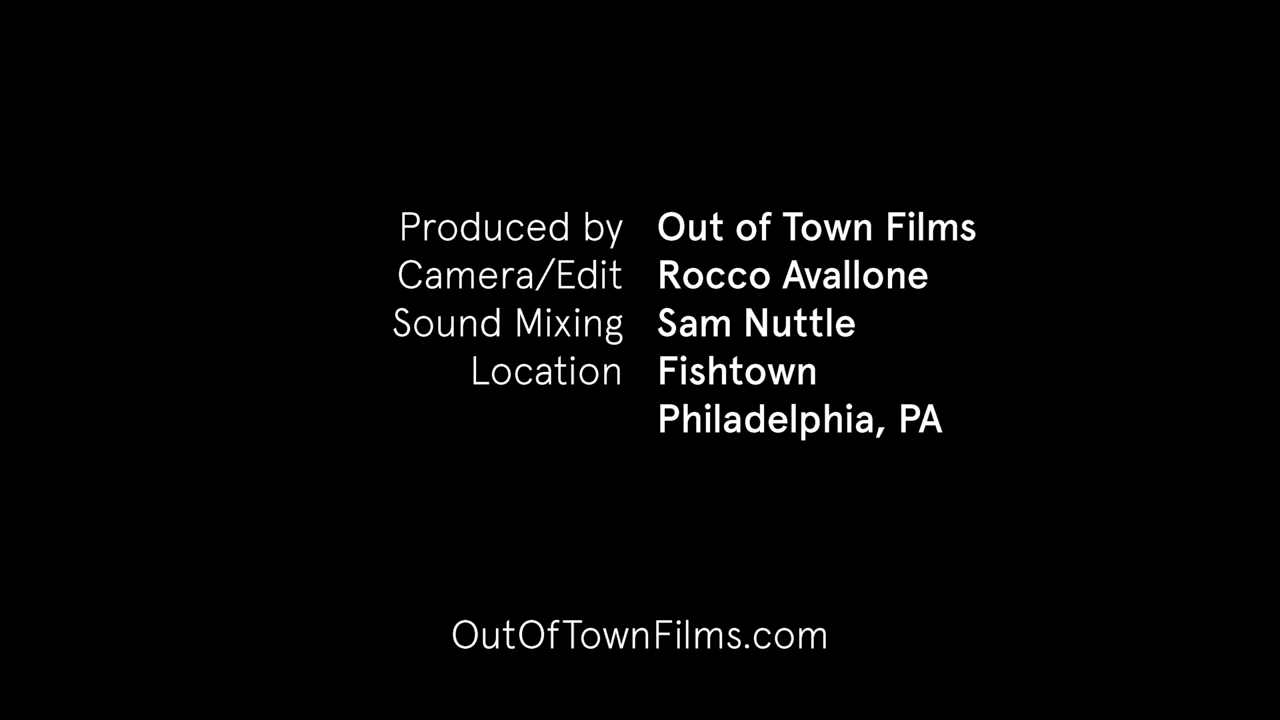 Produced by Out of Town Films
Camera/Edit Rocco Avallone
Sound Mixing Sam Nuttle
Location Fishtown
Philadelphia, PA
OutOfTownFilms.com